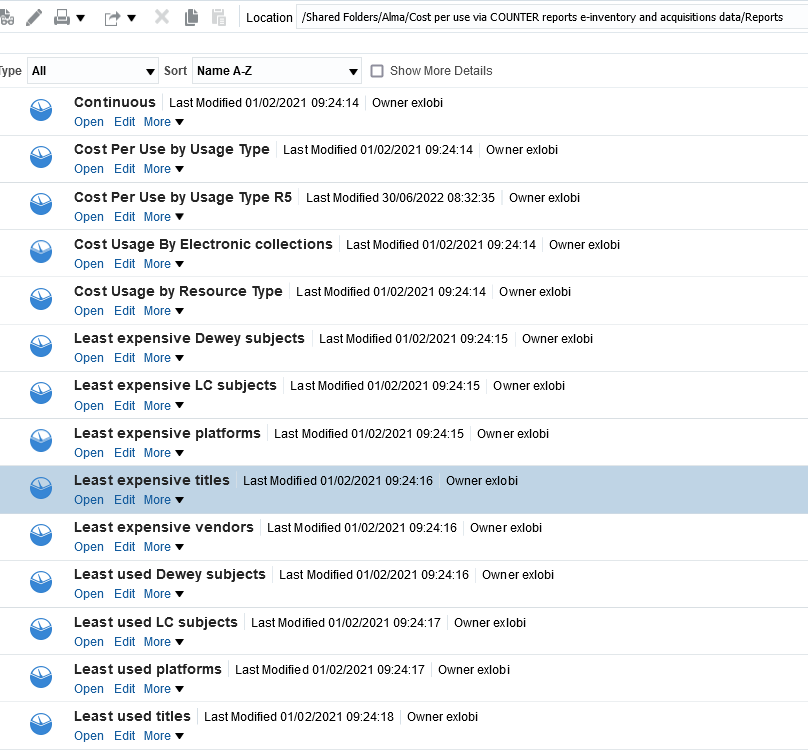 Location /Shared Folders/Alma/Cost per use via COUNTER reports e-inventory and acquisitions data/Reports
Type All Sort Name A-Z Show More Details
Continuous Last Modified 01/02/2021 09:24:14 Owner exlobi
Open Edit More
Cost Per Use by Usage Type Last Modified 01/02/2021 09:24:14 Owner exlobi
Open Edit More
Cost Per Use by Usage Type R5 Last Modified 30/06/2022 08:32:35 Owner exlobi
Open Edit More
Cost Usage By Electronic collections Last Modified 01/02/2021 09:24:14 Owner exlobi
Open Edit More
Cost Usage by Resource Type Last Modified 01/02/2021 09:24:14 Owner exlobi
Open Edit More
Least expensive Dewey subjects Last Modified 01/02/2021 09:24:15 Owner exlobi
Open Edit More
Least expensive LC subjects Last Modified 01/02/2021 09:24:15 Owner exlobi
Open Edit More
Least expensive platforms Last Modified 01/02/2021 09:24:15 Owner exlobi
Open Edit More
Least expensive titles Last Modified 01/02/2021 09:24:16 Owner exlobi
Open Edit More
Least expensive vendors Last Modified 01/02/2021 09:24:16 Owner exlobi
Open Edit More
Least used Dewey subjects Last Modified 01/02/2021 09:24:16 Owner exlobi
Open Edit More
Least used LC subjects Last Modified 01/02/2021 09:24:17 Owner exlobi
Open Edit More
Least used platforms Last Modified 01/02/2021 09:24:17 Owner exlobi
Open Edit More
Least used titles Last Modified 01/02/2021 09:24:18 Owner exlobi
Open Edit More